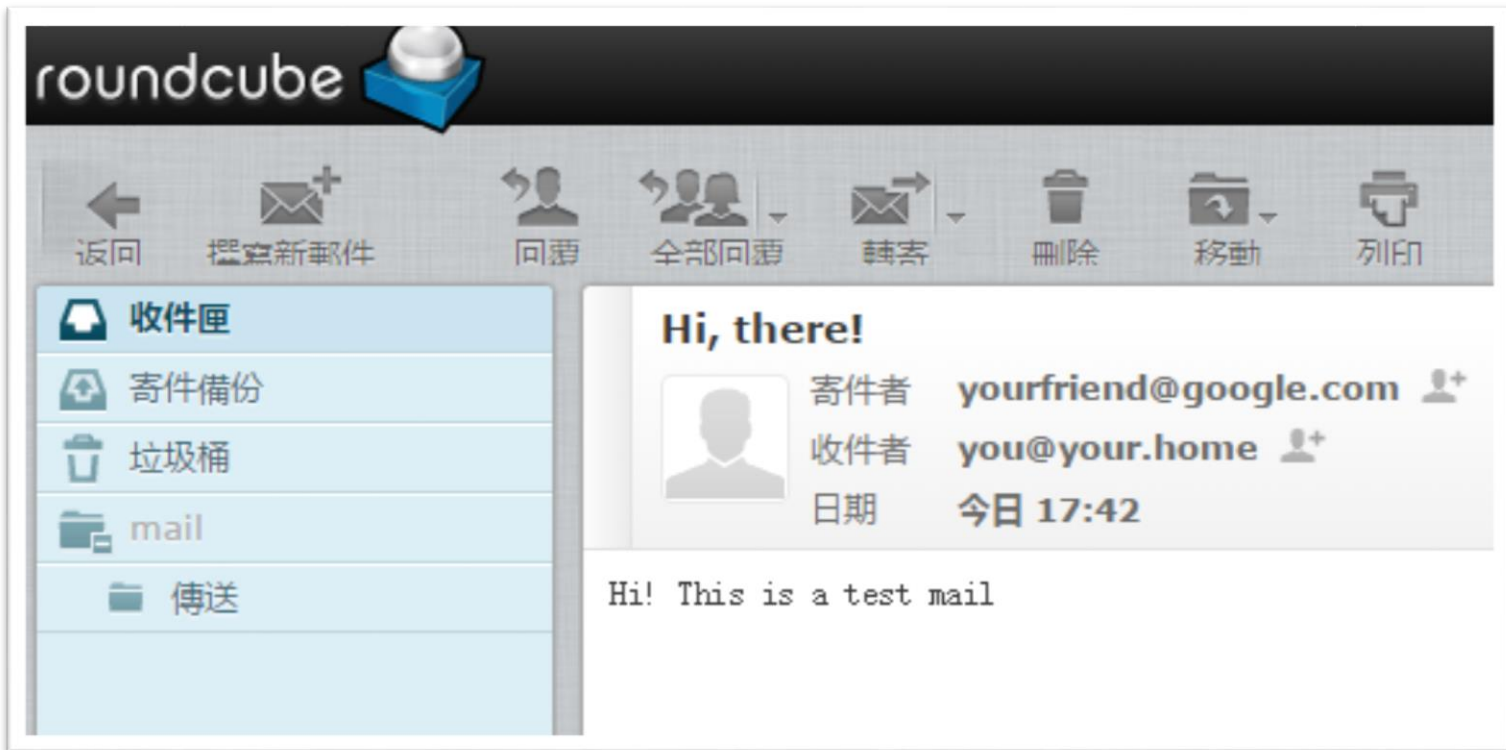 roundcube
返回 撰寫新郵件 回覆 全部回覆 轉寄 刪除 移動 列印
收件匣
寄件備份
垃圾桶
mail
傳送
Hi, there!
寄件者 yourfriend@google.com
收件者 you@your.home
日期 今日 17:42
Hi! This is a test mail